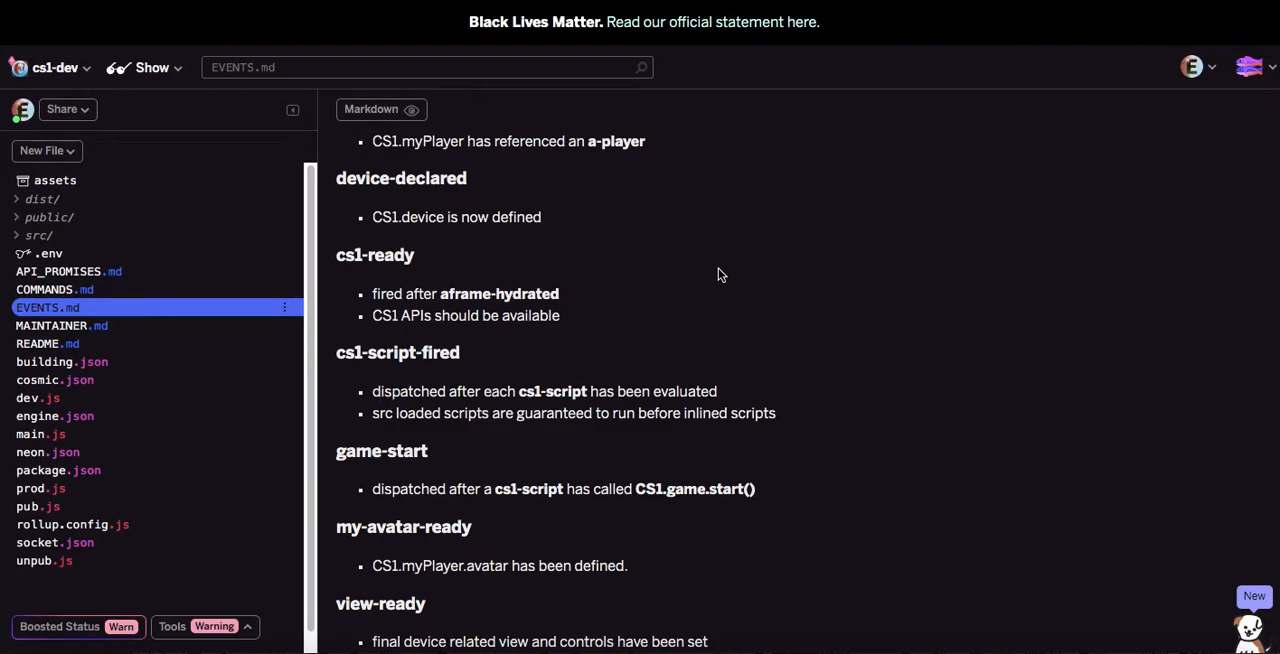 Black Lives Matter. Read our official statement here.
cs1-dev Show EVENTS.md E
E Share
New File
assets
dist/
public/
src/
.env
API_PROMISES.md
COMMANDS.md
EVENTS.md
MAINTAINER.md
README.md
building.json
cosmic.json
dev.js
engine.json
main.js
neon.json
package.json
prod.js
pub.js
rollup.config.js
socket.json
unpub.js
Boosted Status Warn Tools Warning
Markdown
CS1.myPlayer has referenced an a-player
device-declared
CS1.device is now defined
cs1-ready
fired after aframe-hydrated
CS1 APIs should be available
cs1-script-fired
dispatched after each cs1-script has been evaluated
src loaded scripts are guaranteed to run before inlined scripts
game-start
dispatched after a cs1-script has called CS1.game.start()
my-avatar-ready
CS1.myPlayer.avatar has been defined.
view-ready
final device related view and controls have been set
New